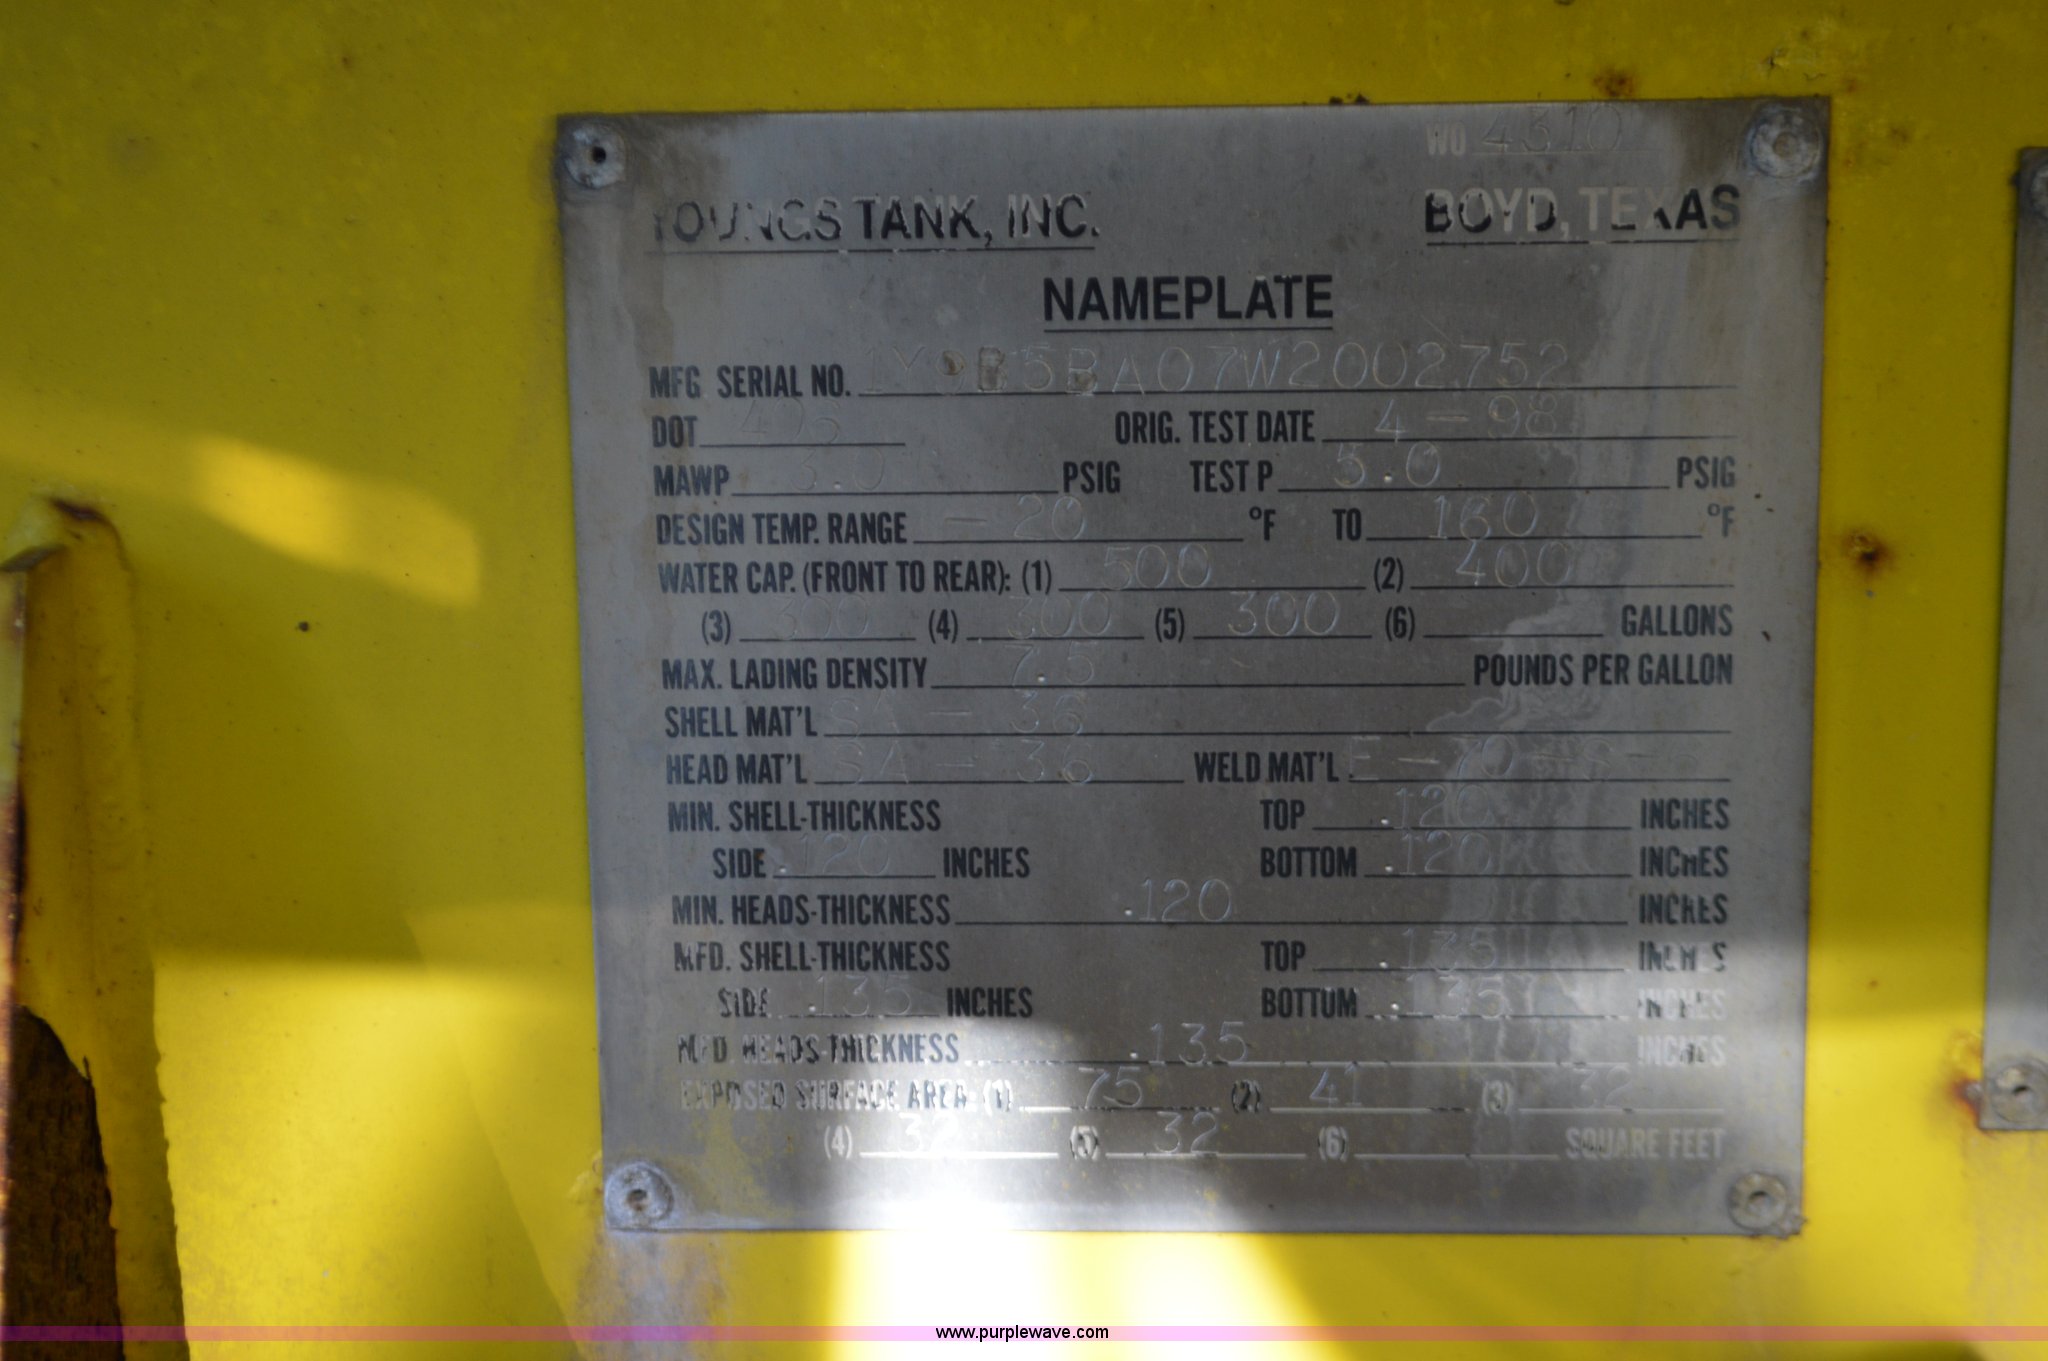 WO 4310
YOUNGS TANK, INC. BOYD, TEXAS
NAMEPLATE
MFG SERIAL NO. 1Y9B5BA07W2002752
DOT ORIG. TEST DATE 4-98
MAWP 3.0 PSIG TEST P 5.0 PSIG
DESIGN TEMP. RANGE -20 °F TO 160 °F
WATER CAP. (FRONT TO REAR): (1) 500 (2) 400
(3) 300 (4) 300 (5) 300 (6) GALLONS
MAX. LADING DENSITY 7.5 POUNDS PER GALLON
SHELL MAT'L SA-36
HEAD MAT'L SA-36 WELD MAT'L
MIN. SHELL-THICKNESS TOP .120 INCHES
SIDE .120 INCHES BOTTOM .120 INCHES
MIN. HEADS-THICKNESS .120 INCHES
MFD. SHELL-THICKNESS TOP .135 INCHES
SIDE .135 INCHES BOTTOM .135 INCHES
MFD. HEADS-THICKNESS .135 INCHES
EXPOSED SURFACE AREA (1) 75 (2) 41 (3) 32
(4) 32 (5) 32 (6) SQUARE FEET
www.purplewave.com